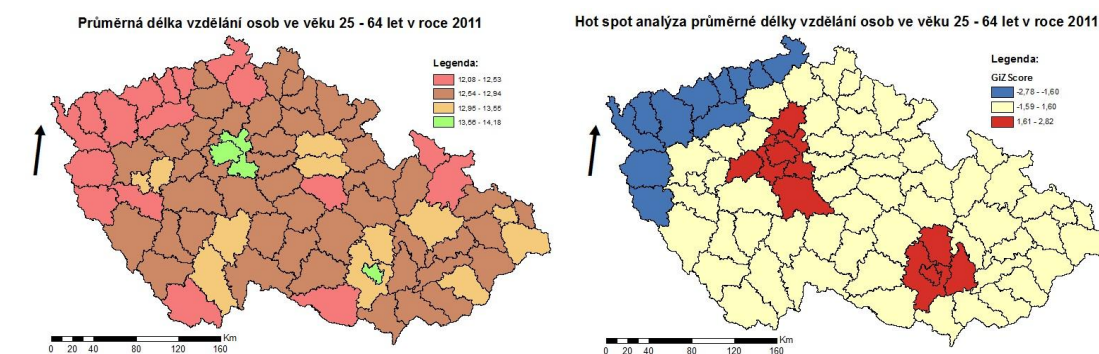 Průměrná délka vzdělání osob ve věku 25 - 64 let v roce 2011
Legenda:
12,08 - 12,53
12,54 - 12,94
12,95 - 13,55
13,56 - 14,18
Km
0 20 40 80 120 160
Hot spot analýza průměrné délky vzdělání osob ve věku 25 - 64 let v roce 2011
Legenda:
GiZ Score
-2,78 - -1,60
-1,59 - 1,60
1,61 - 2,82
Km
0 20 40 80 120 160